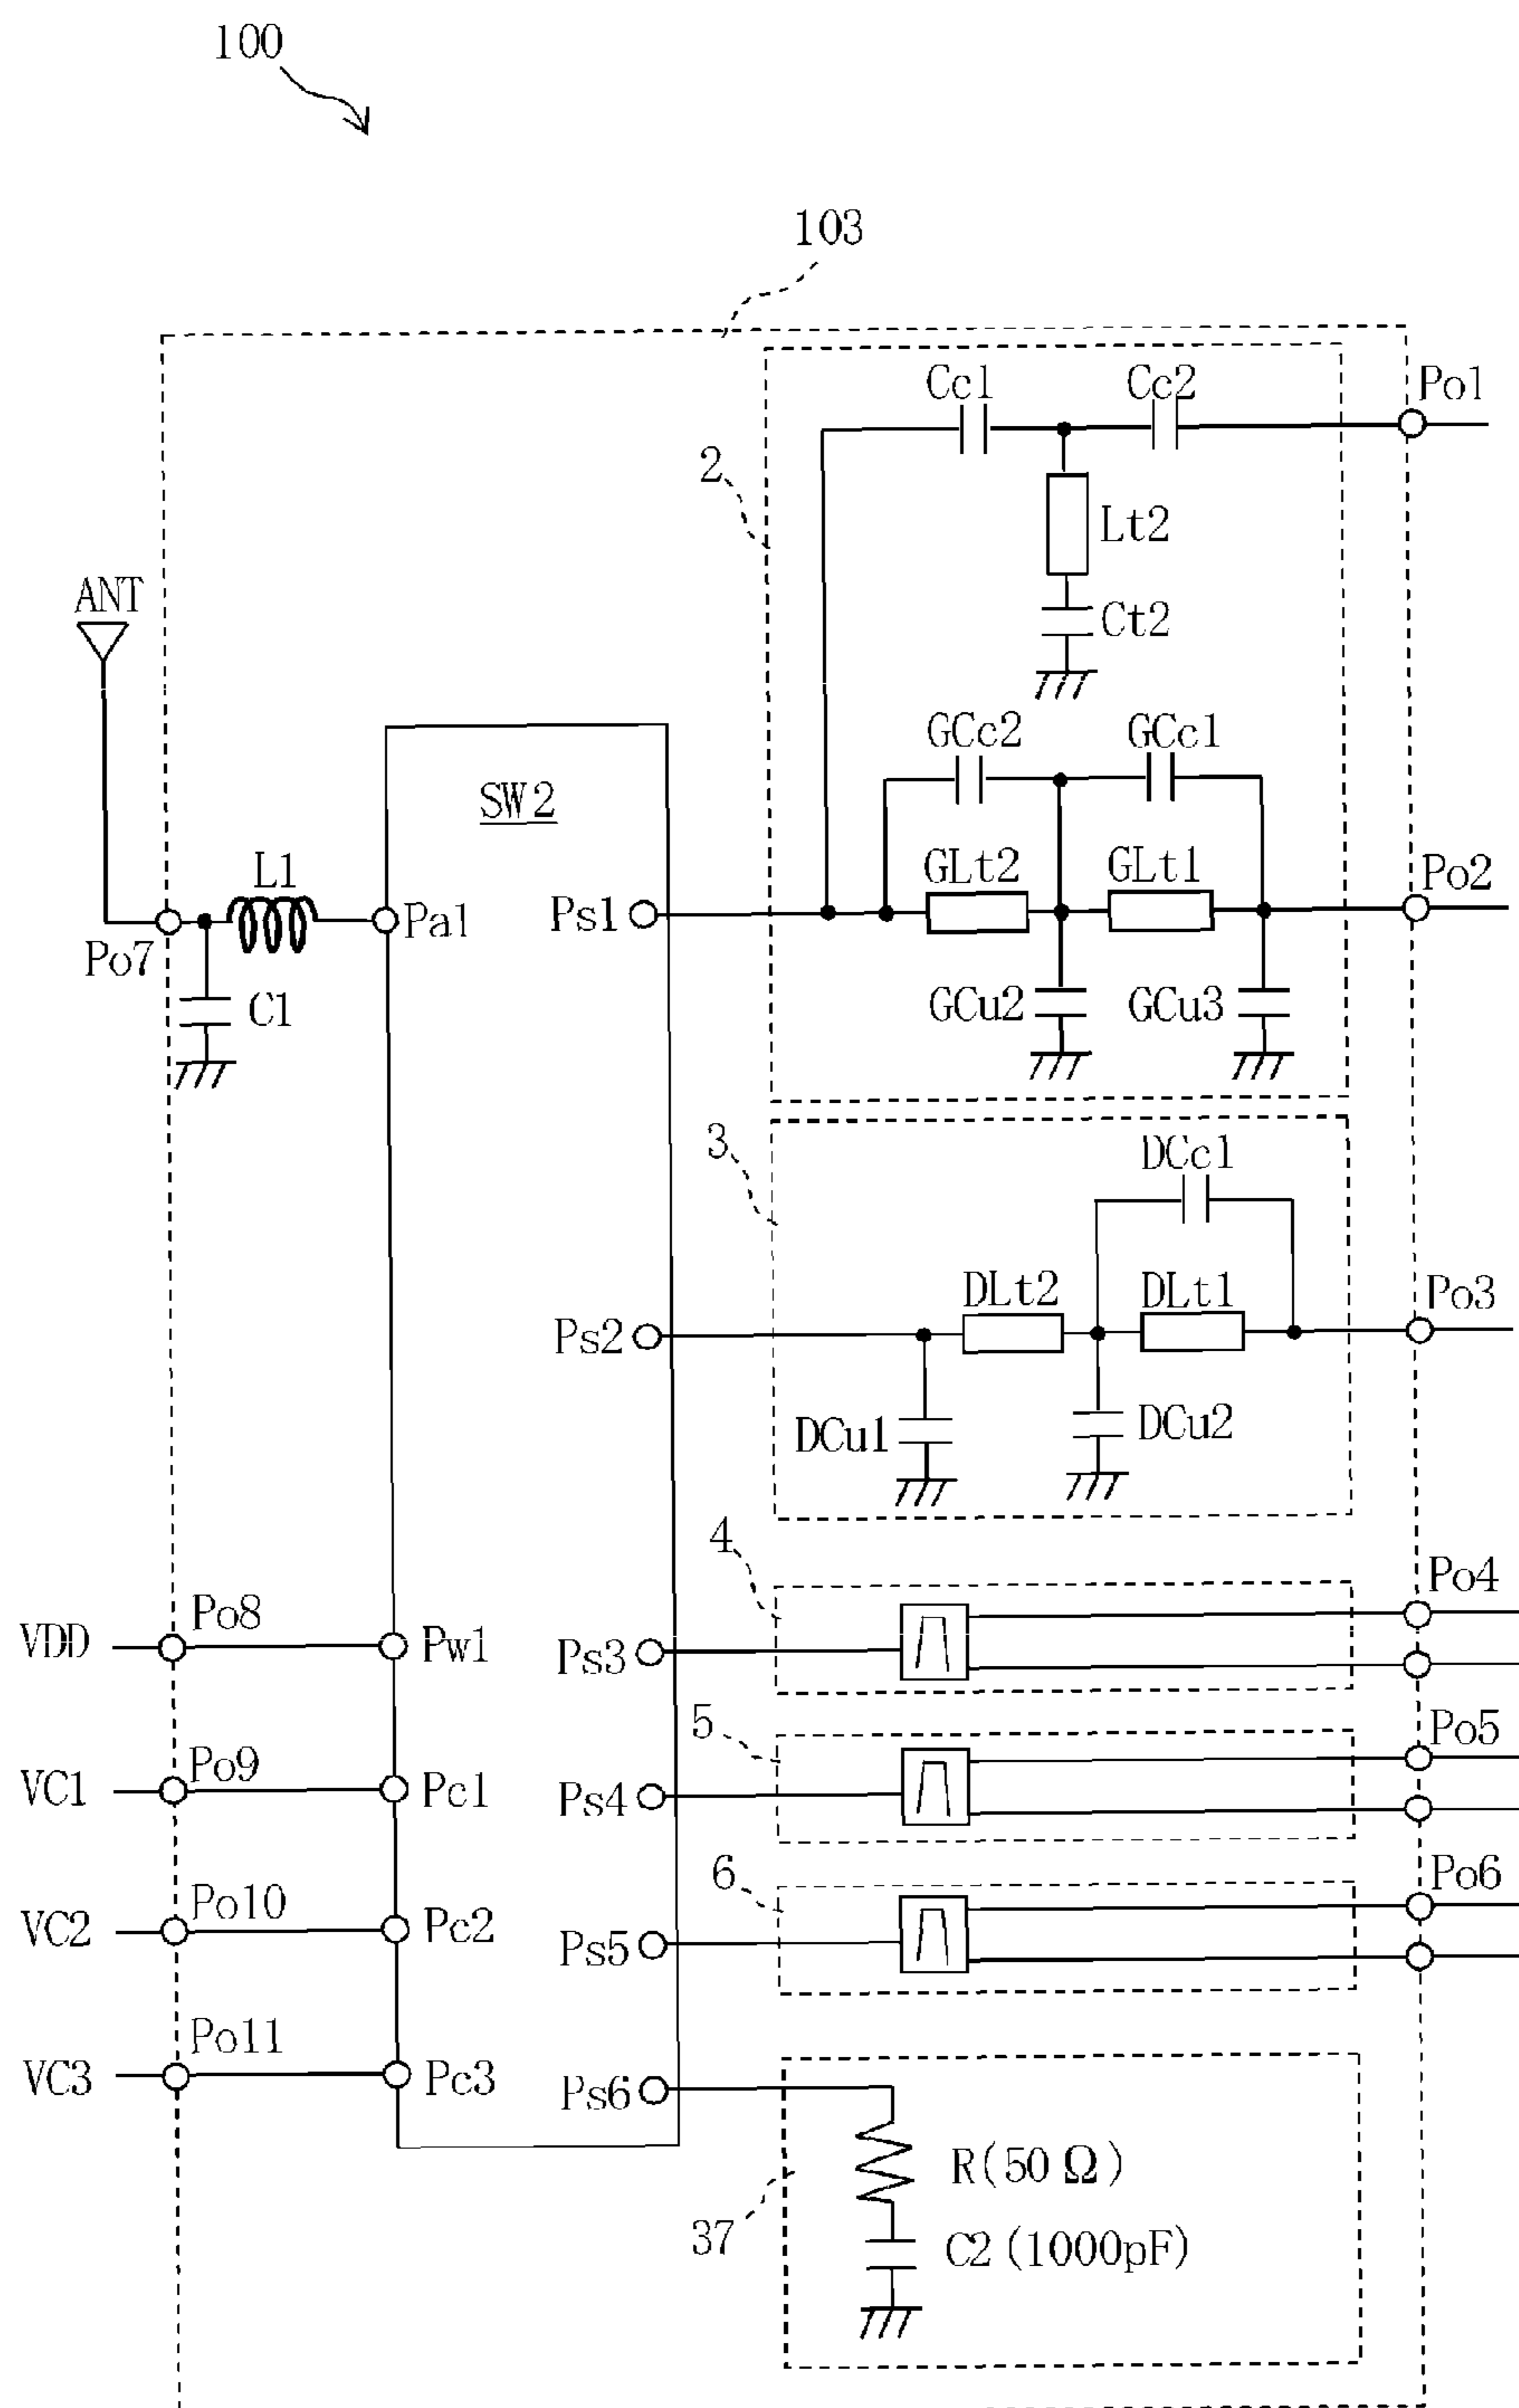 100
103
Cc1
Cc2
Po1
2
Lt2
ANT
Ct2
GCc2
GCc1
SW2
L1
GLt2
GLt1
Po2
Po7
Pa1
Ps1
C1
GCu2
GCu3
3
DCc1
DLt2
DLt1
Po3
Ps2
DCu1
DCu2
4
Po4
VDD
Po8
Pw1
Ps3
5
Po5
VC1
Po9
Pc1
Ps4
6
Po6
VC2
Po10
Pc2
Ps5
VC3
Po11
Pc3
Ps6
R(50Ω)
37
C2(1000pF)